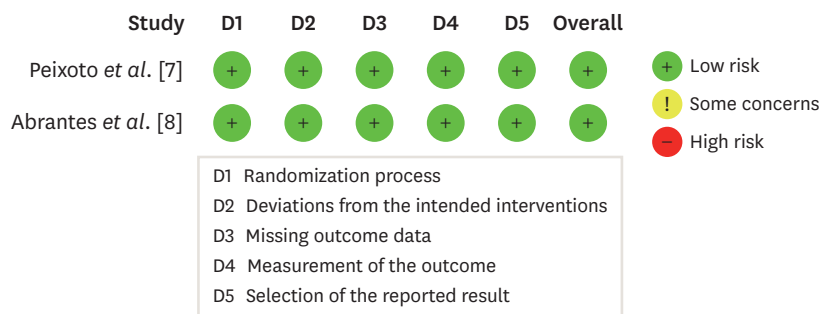 Study D1 D2 D3 D4 D5 Overall
Peixoto et al. [7] + + + + + +
Abrantes et al. [8] + + + + + +
+ Low risk
! Some concerns
− High risk
D1 Randomization process
D2 Deviations from the intended interventions
D3 Missing outcome data
D4 Measurement of the outcome
D5 Selection of the reported result